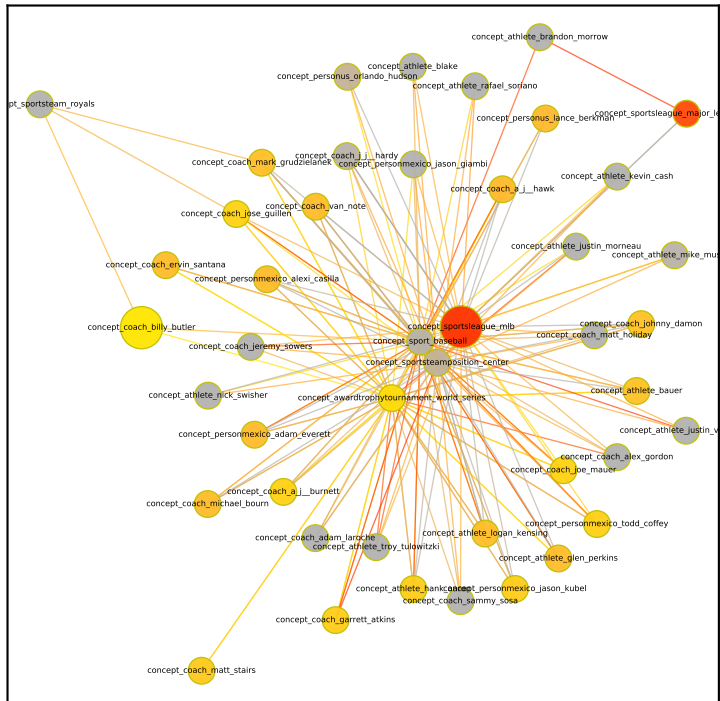 concept_athlete_brandon_morrow
concept_athlete_blake
concept_personus_orlando_hudson
concept_athlete_rafael_soriano
pt_sportsteam_royals
concept_sportsleague_major_le
concept_personus_lance_berkman
concept_coach_j_j__hardy
concept_coach_mark_grudzielanek
concept_personmexico_jason_giambi
concept_athlete_kevin_cash
concept_coach_a_j__hawk
concept_coach_van_note
concept_coach_jose_guillen
concept_athlete_justin_morneau
concept_athlete_mike_mus
concept_coach_ervin_santana
concept_personmexico_alexi_casilla
concept_coach_billy_butler
concept_sportsleague_mlb
concept_coach_johnny_damon
concept_coach_matt_holiday
concept_sport_baseball
concept_coach_jeremy_sowers
concept_sportsteamposition_center
concept_athlete_nick_swisher
concept_awardtrophytournament_world_series
concept_athlete_bauer
concept_athlete_justin_v
concept_personmexico_adam_everett
concept_coach_alex_gordon
concept_coach_joe_mauer
concept_coach_a_j__burnett
concept_coach_michael_bourn
concept_personmexico_todd_coffey
concept_athlete_logan_kensing
concept_coach_adam_laroche
concept_athlete_troy_tulowitzki
concept_athlete_glen_perkins
concept_personmexico_jason_kubel
concept_coach_sammy_sosa
concept_coach_garrett_atkins
concept_coach_matt_stairs